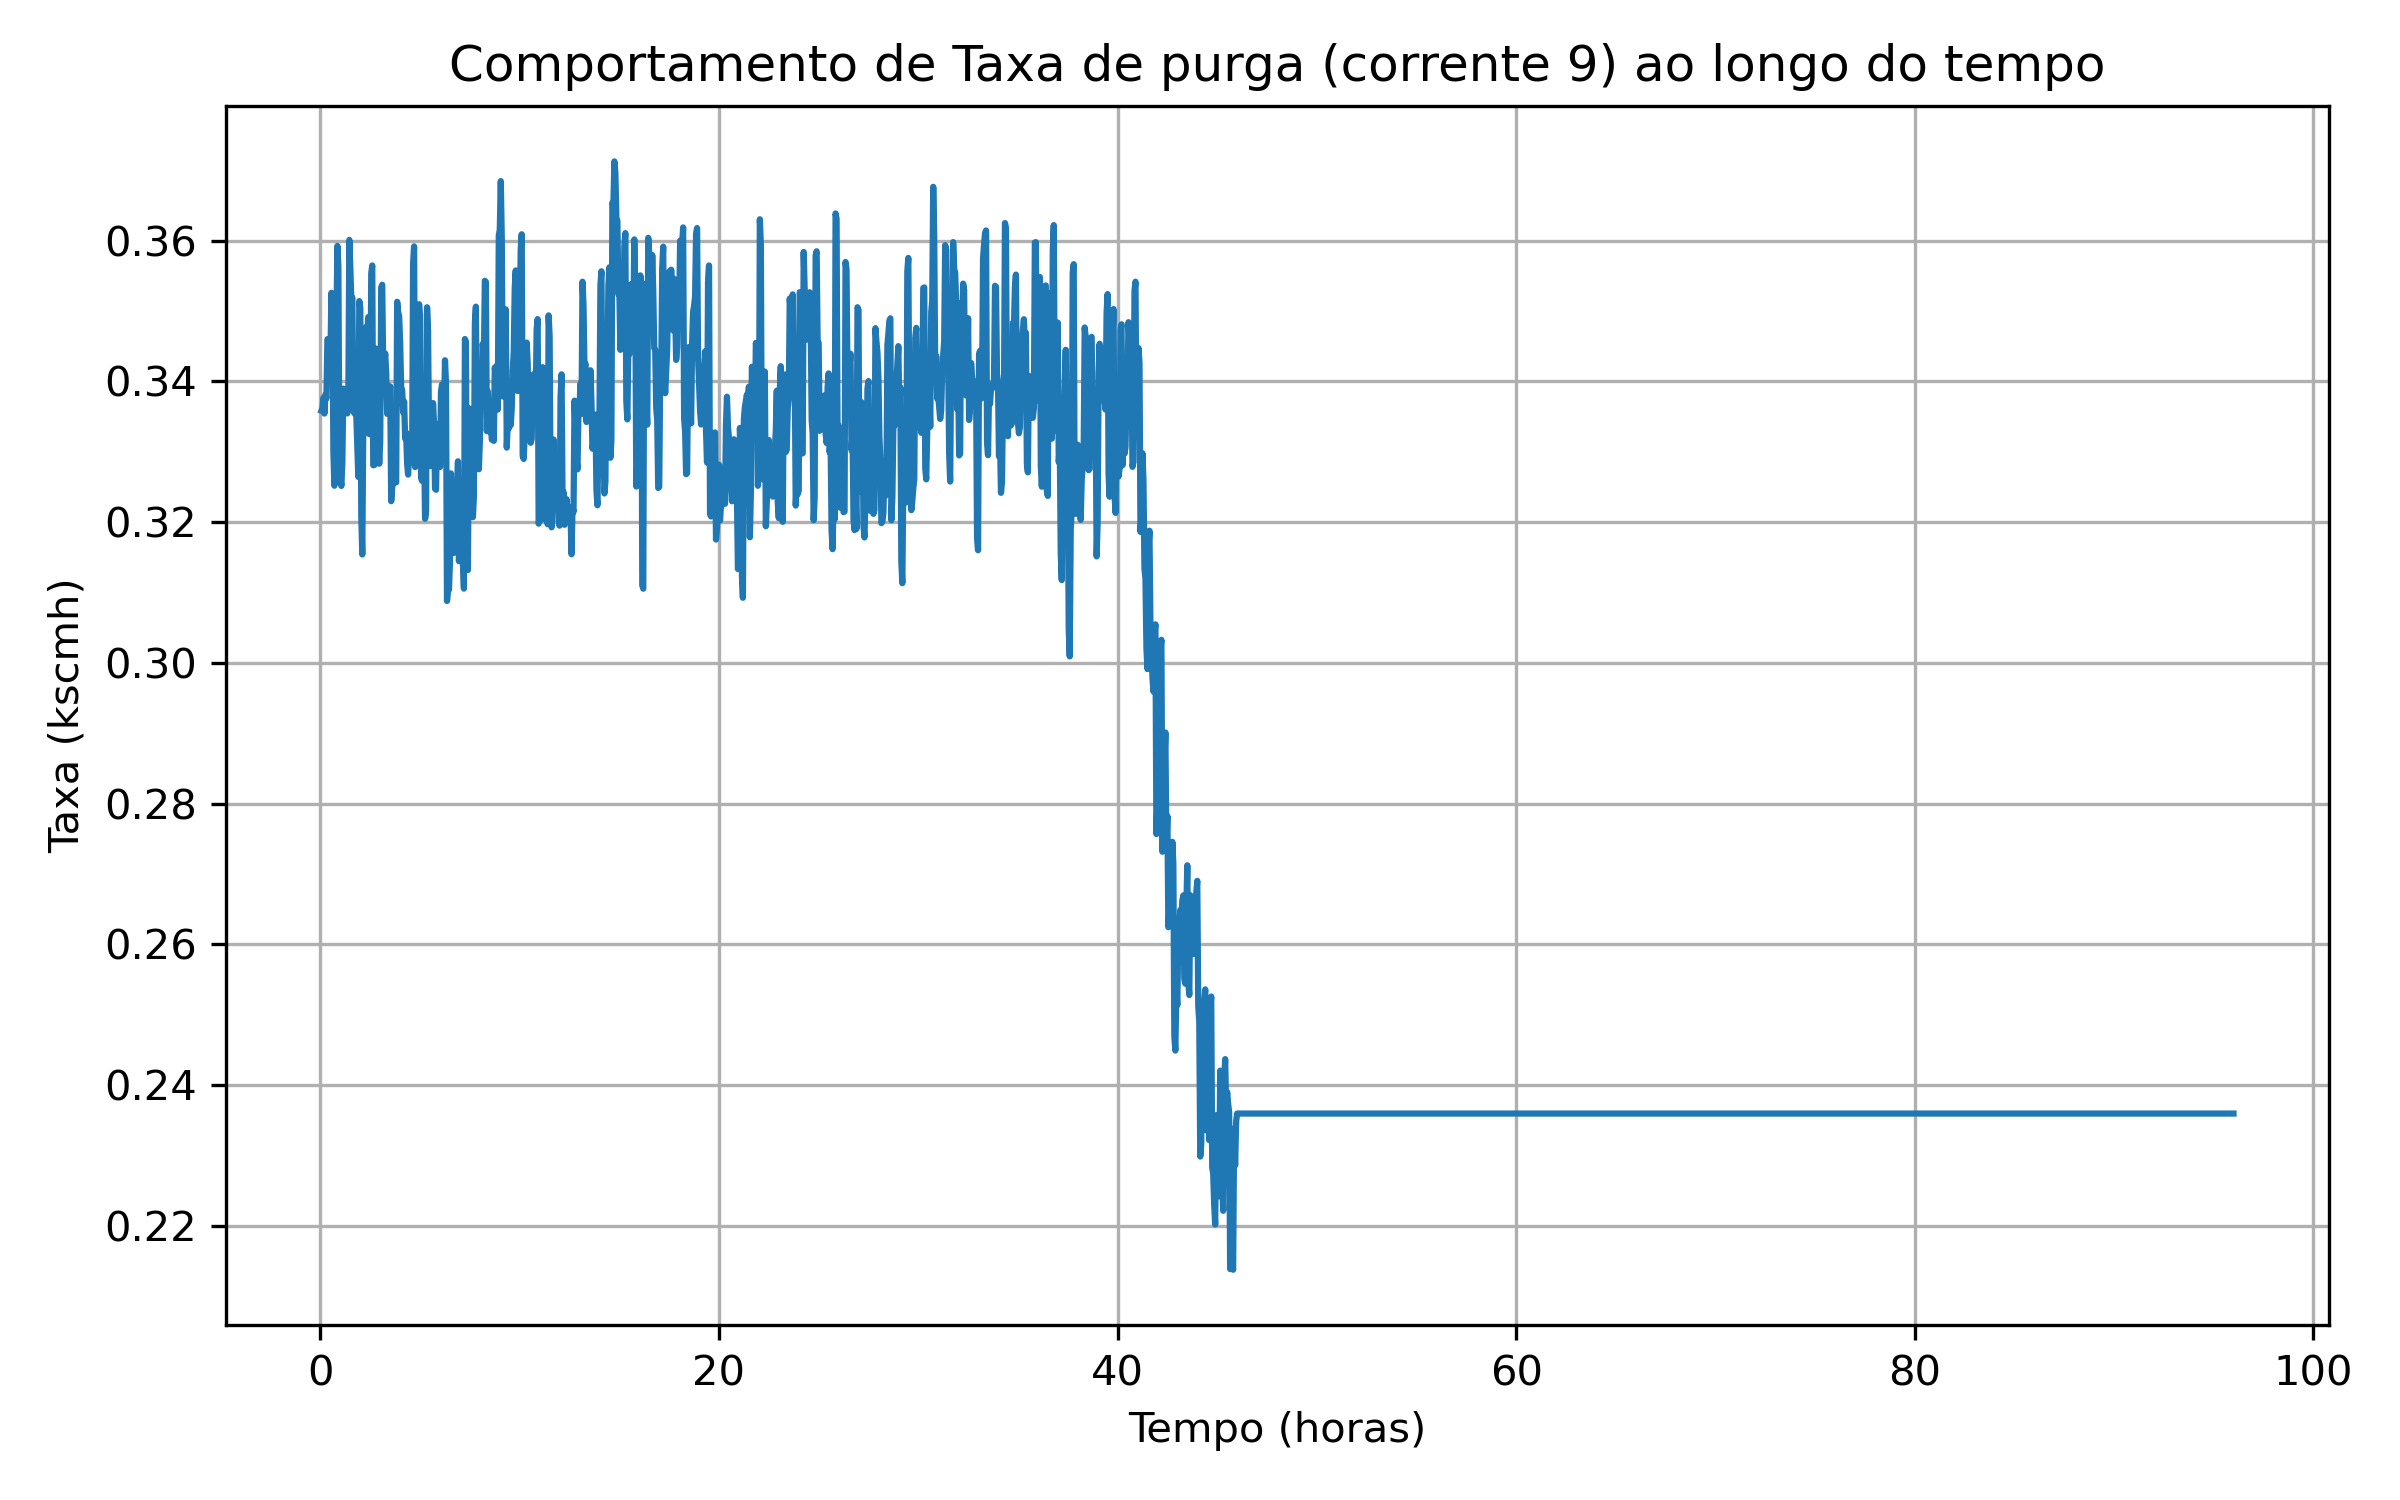 Comportamento de Taxa de purga (corrente 9) ao longo do tempo
Taxa (kscmh)
0.36
0.34
0.32
0.30
0.28
0.26
0.24
0.22
0 20 40 60 80 100
Tempo (horas)